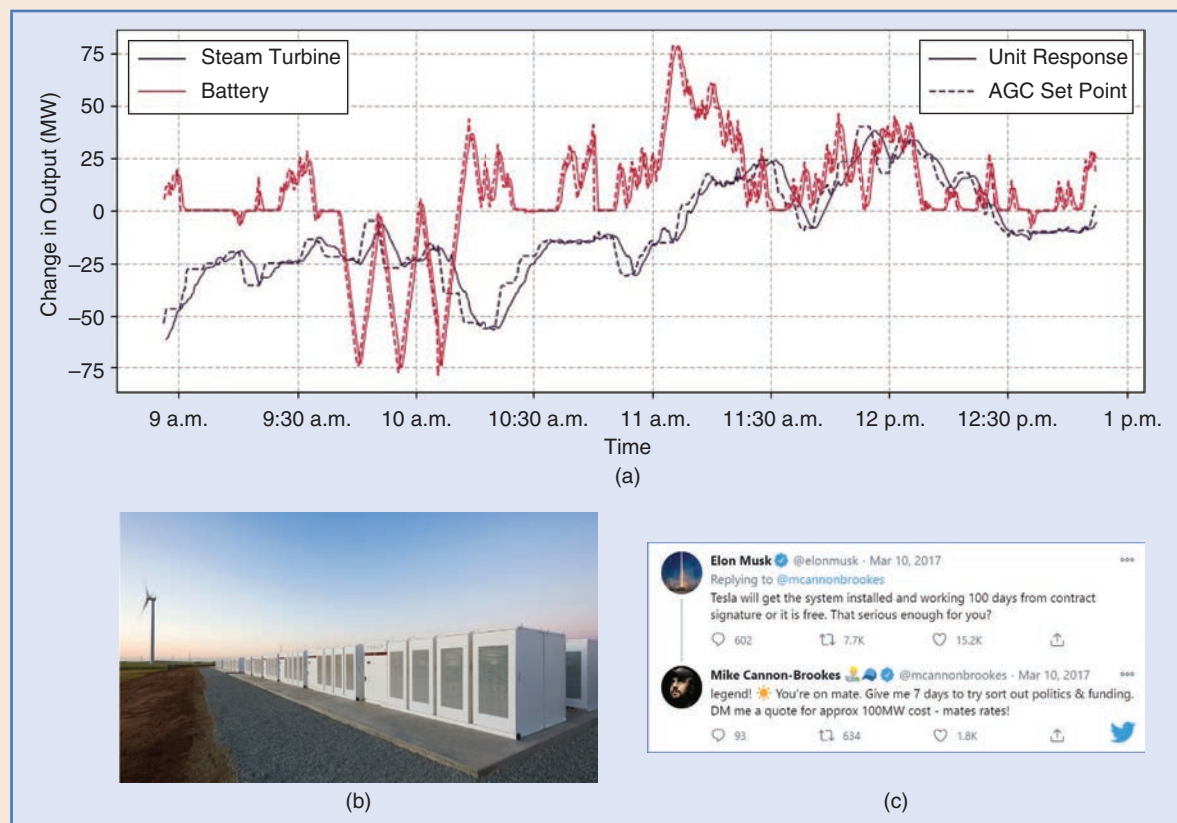 Steam Turbine
Battery
Unit Response
AGC Set Point
Change in Output (MW)
75
50
25
0
–25
–50
–75
9 a.m.
9:30 a.m.
10 a.m.
10:30 a.m.
11 a.m.
11:30 a.m.
12 p.m.
12:30 p.m.
1 p.m.
Time
(a)
(b)
Elon Musk @elonmusk · Mar 10, 2017
Replying to @mcannonbrookes
Tesla will get the system installed and working 100 days from contract
signature or it is free. That serious enough for you?
602 7.7K 15.2K
Mike Cannon-Brookes @mcannonbrookes · Mar 10, 2017
legend! ☀️ You're on mate. Give me 7 days to try sort out politics & funding.
DM me a quote for approx 100MW cost - mates rates!
93 634 1.8K
(c)